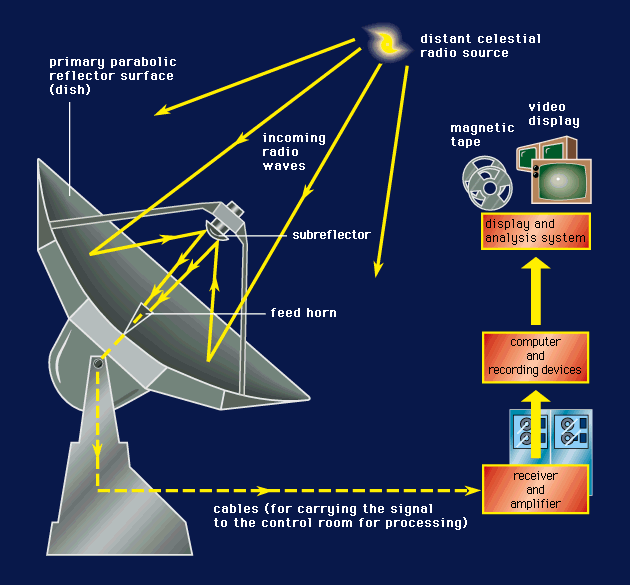 distant celestial
radio source
primary parabolic
reflector surface
(dish)
incoming
radio
waves
video
display
magnetic
tape
subreflector
display and
analysis system
feed horn
computer
and
recording devices
receiver
and
amplifier
cables (for carrying the signal
to the control room for processing)